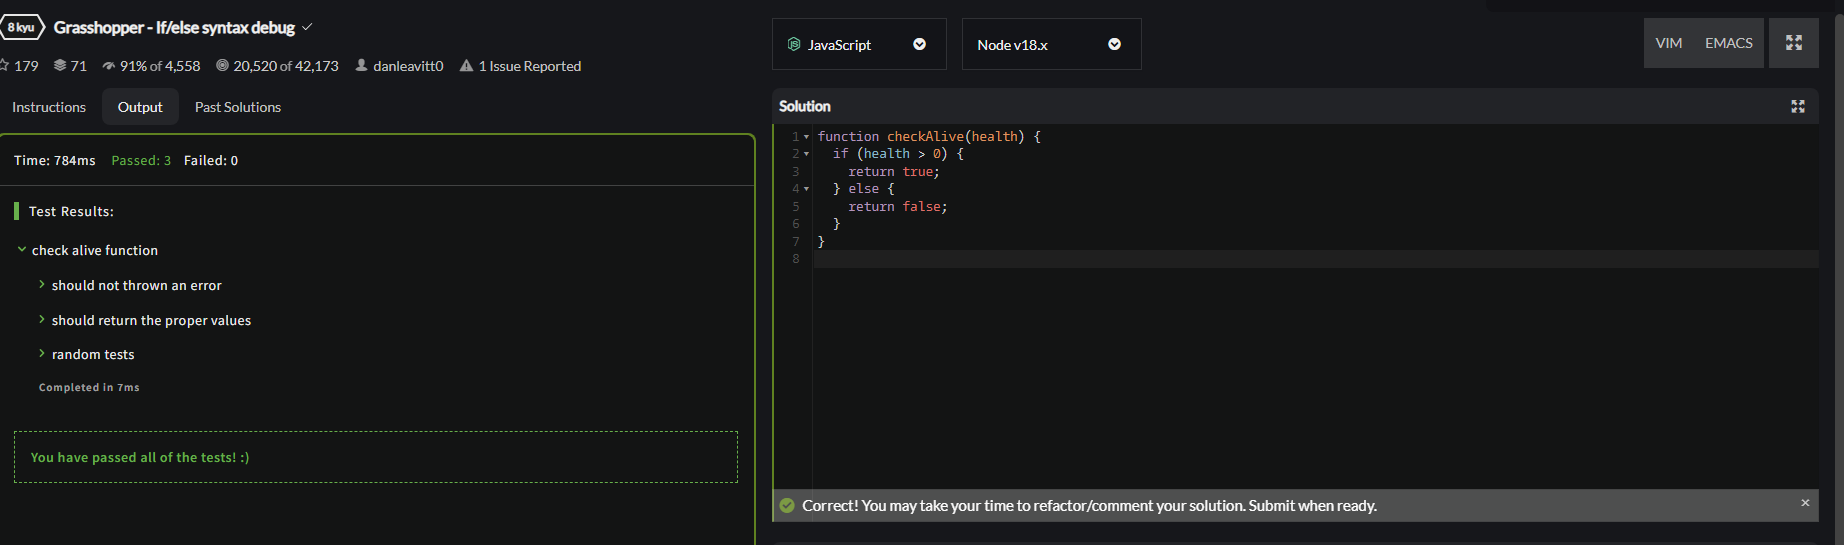 8 kyu Grasshopper - If/else syntax debug
179 71 91% of 4,558 20,520 of 42,173 danleavitt0 1 Issue Reported
Instructions Output Past Solutions
Time: 784ms Passed: 3 Failed: 0
Test Results:
check alive function
should not thrown an error
should return the proper values
random tests
Completed in 7ms
You have passed all of the tests! :)
JavaScript Node v18.x VIM EMACS
Solution
1 function checkAlive(health) {
2 if (health > 0) {
3 return true;
4 } else {
5 return false;
6 }
7 }
8
Correct! You may take your time to refactor/comment your solution. Submit when ready.